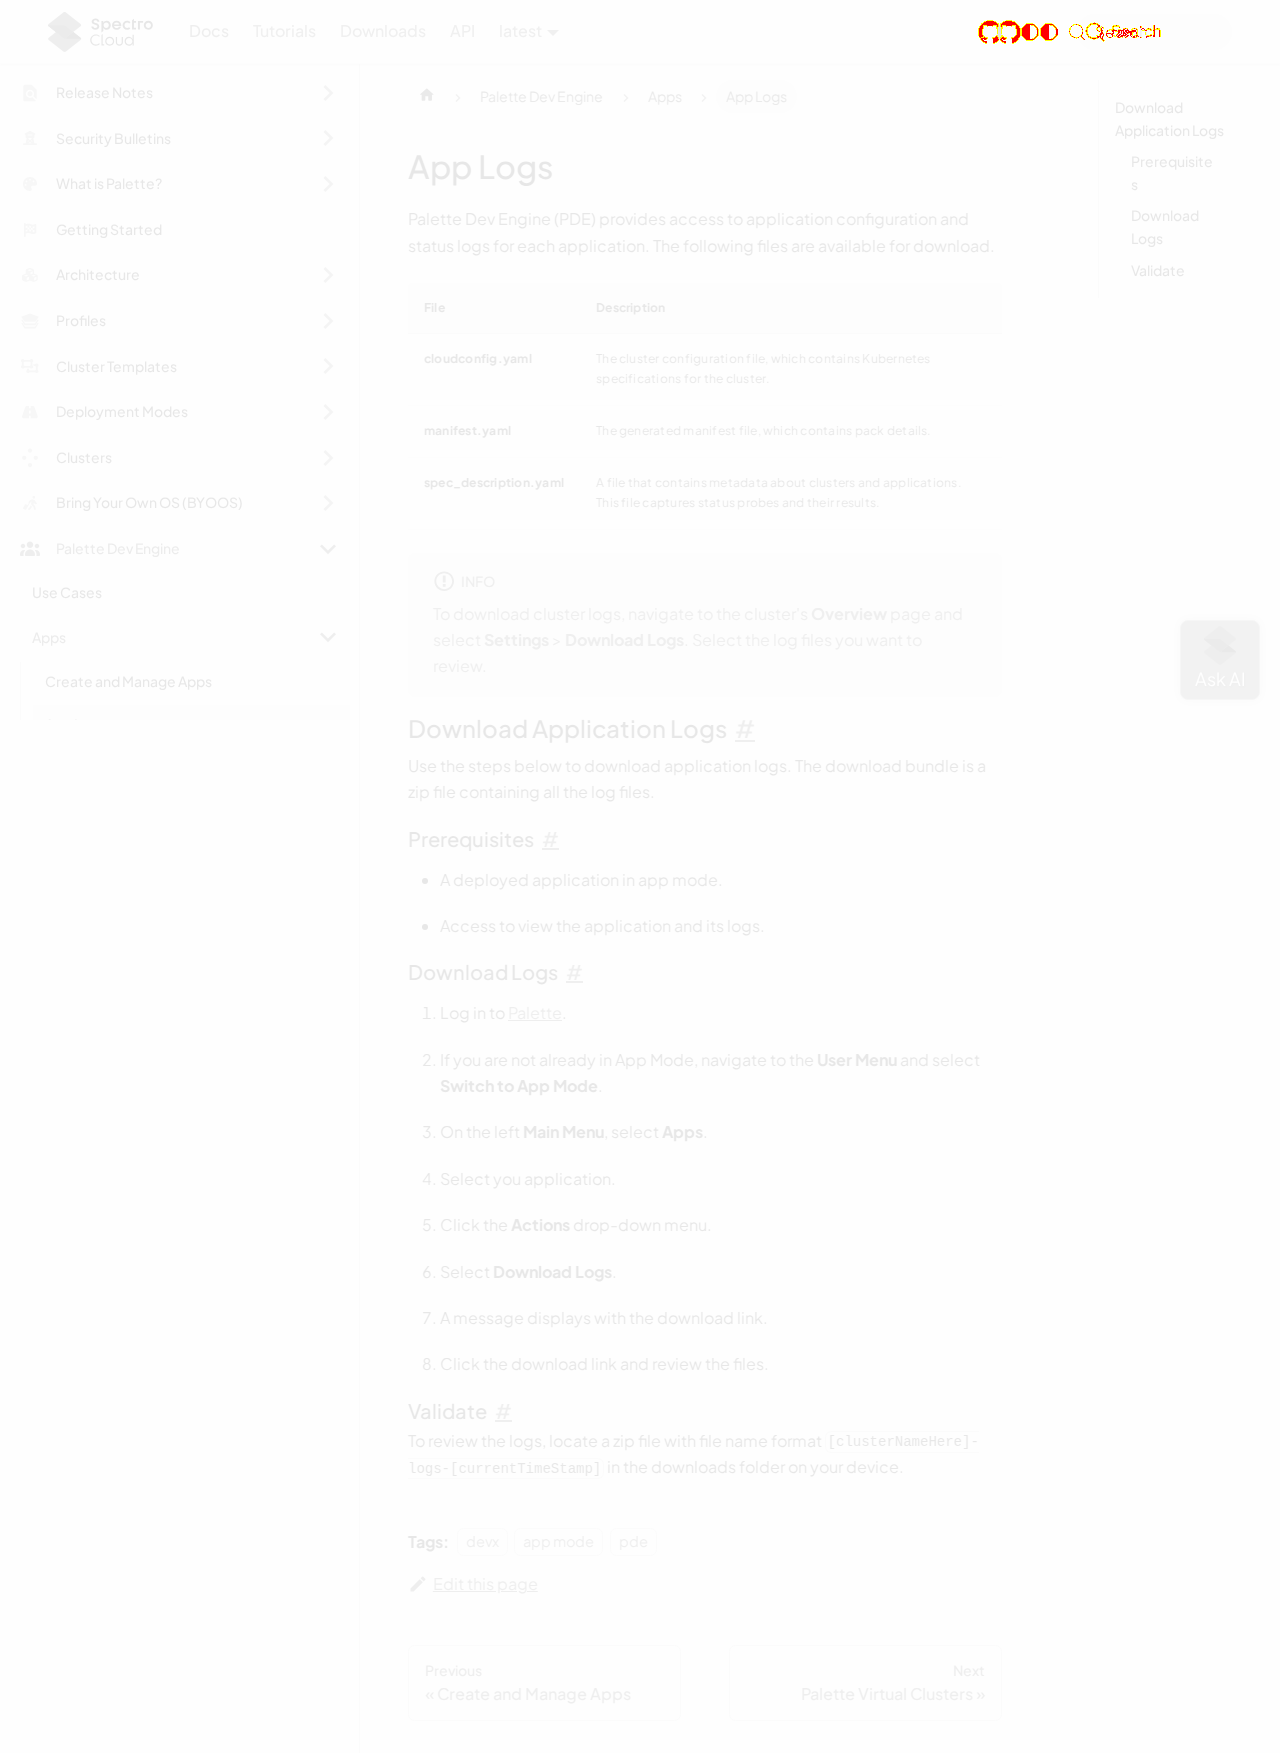 Spectro
Cloud
Docs
Tutorials
Downloads
API
latest
Release Notes
Security Bulletins
What is Palette?
Getting Started
Architecture
Profiles
Cluster Templates
Deployment Modes
Clusters
Bring Your Own OS (BYOOS)
Palette Dev Engine
Use Cases
Apps
Create and Manage Apps
Palette Dev Engine
Apps
App Logs
App Logs
Palette Dev Engine (PDE) provides access to application configuration and
status logs for each application. The following files are available for download.
File Description
cloudconfig.yaml The cluster configuration file, which contains Kubernetes
specifications for the cluster.
manifest.yaml The generated manifest file, which contains pack details.
spec_description.yaml A file that contains metadata about clusters and applications.
This file captures status probes and their results.
INFO
To download cluster logs, navigate to the cluster's Overview page and
select Settings > Download Logs. Select the log files you want to
review.
Download Application Logs #
Use the steps below to download application logs. The download bundle is a
zip file containing all the log files.
Prerequisites #
• A deployed application in app mode.
• Access to view the application and its logs.
Download Logs #
1. Log in to Palette.
2. If you are not already in App Mode, navigate to the User Menu and select
Switch to App Mode.
3. On the left Main Menu, select Apps.
4. Select you application.
5. Click the Actions drop-down menu.
6. Select Download Logs.
7. A message displays with the download link.
8. Click the download link and review the files.
Validate #
To review the logs, locate a zip file with file name format [clusterNameHere]-
logs-[currentTimeStamp] in the downloads folder on your device.
Tags: devx app mode pde
Edit this page
Previous
« Create and Manage Apps
Next
Palette Virtual Clusters »
Download
Application Logs
Prerequisite
s
Download
Logs
Validate
Ask AI